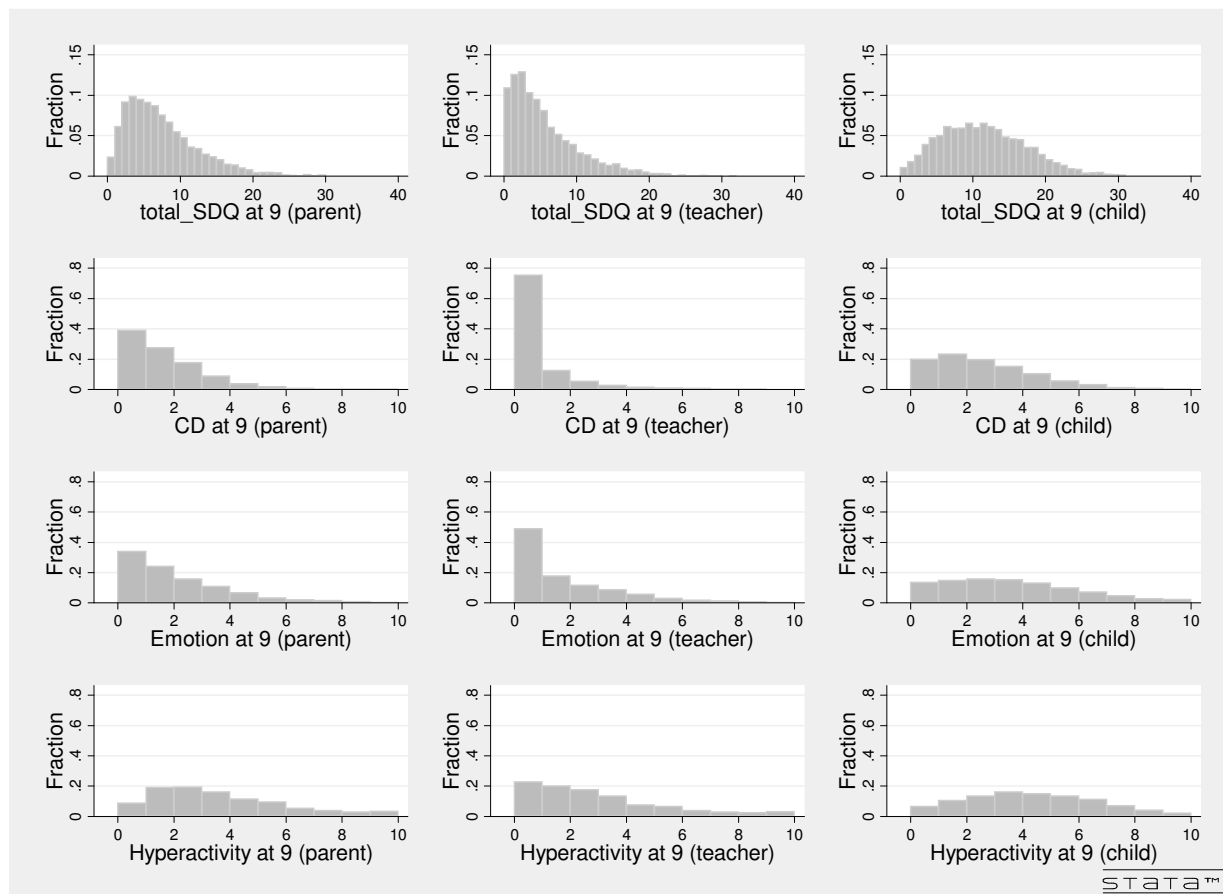 Fraction
0 .05 .1 .15
0 10 20 30 40
total_SDQ at 9 (parent)
Fraction
0 .05 .1 .15
0 10 20 30 40
total_SDQ at 9 (teacher)
Fraction
0 .05 .1 .15
0 10 20 30 40
total_SDQ at 9 (child)
Fraction
0 .2 .4 .6 .8
0 2 4 6 8 10
CD at 9 (parent)
Fraction
0 .2 .4 .6 .8
0 2 4 6 8 10
CD at 9 (teacher)
Fraction
0 .2 .4 .6 .8
0 2 4 6 8 10
CD at 9 (child)
Fraction
0 .2 .4 .6 .8
0 2 4 6 8 10
Emotion at 9 (parent)
Fraction
0 .2 .4 .6 .8
0 2 4 6 8 10
Emotion at 9 (teacher)
Fraction
0 .2 .4 .6 .8
0 2 4 6 8 10
Emotion at 9 (child)
Fraction
0 .2 .4 .6 .8
0 2 4 6 8 10
Hyperactivity at 9 (parent)
Fraction
0 .2 .4 .6 .8
0 2 4 6 8 10
Hyperactivity at 9 (teacher)
Fraction
0 .2 .4 .6 .8
0 2 4 6 8 10
Hyperactivity at 9 (child)
STATA™